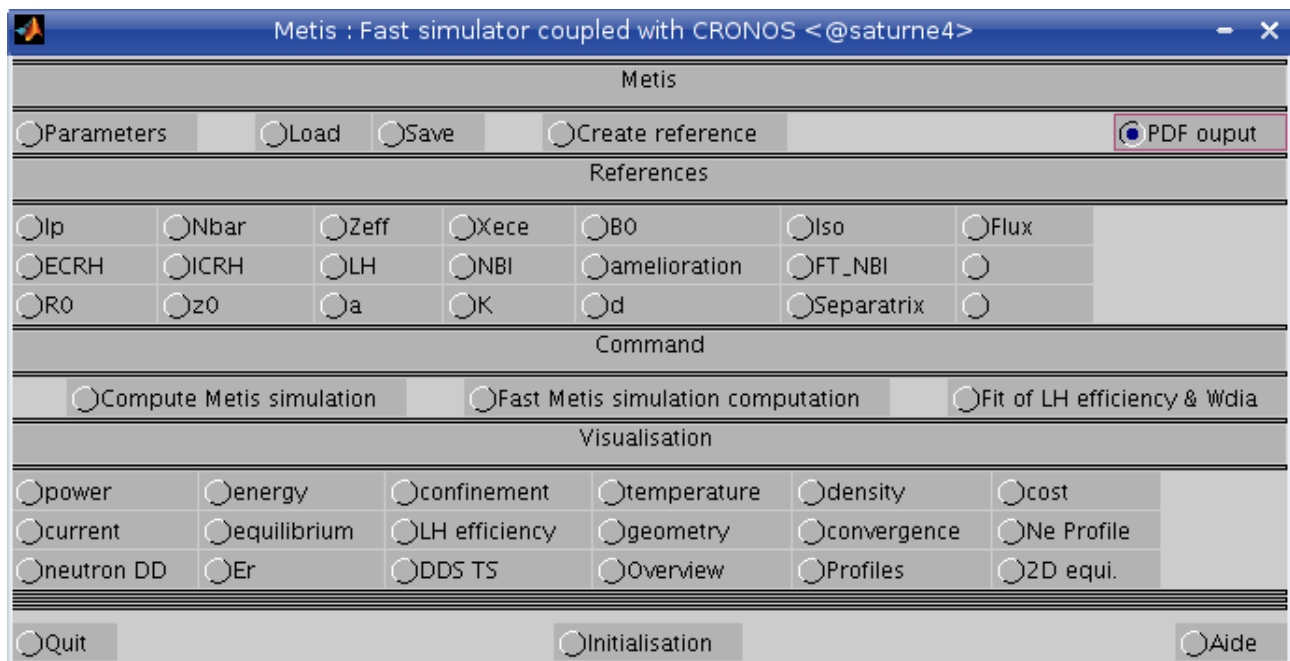 Metis : Fast simulator coupled with CRONOS <@saturne4>
Metis
Parameters Load Save Create reference PDF ouput
References
Ip Nbar Zeff Xece B0 Iso Flux
ECRH ICRH LH NBI amelioration FT_NBI
R0 z0 a K d Separatrix
Command
Compute Metis simulation Fast Metis simulation computation Fit of LH efficiency & Wdia
Visualisation
power energy confinement temperature density cost
current equilibrium LH efficiency geometry convergence Ne Profile
neutron DD Er DDS TS Overview Profiles 2D equi.
Quit Initialisation Aide